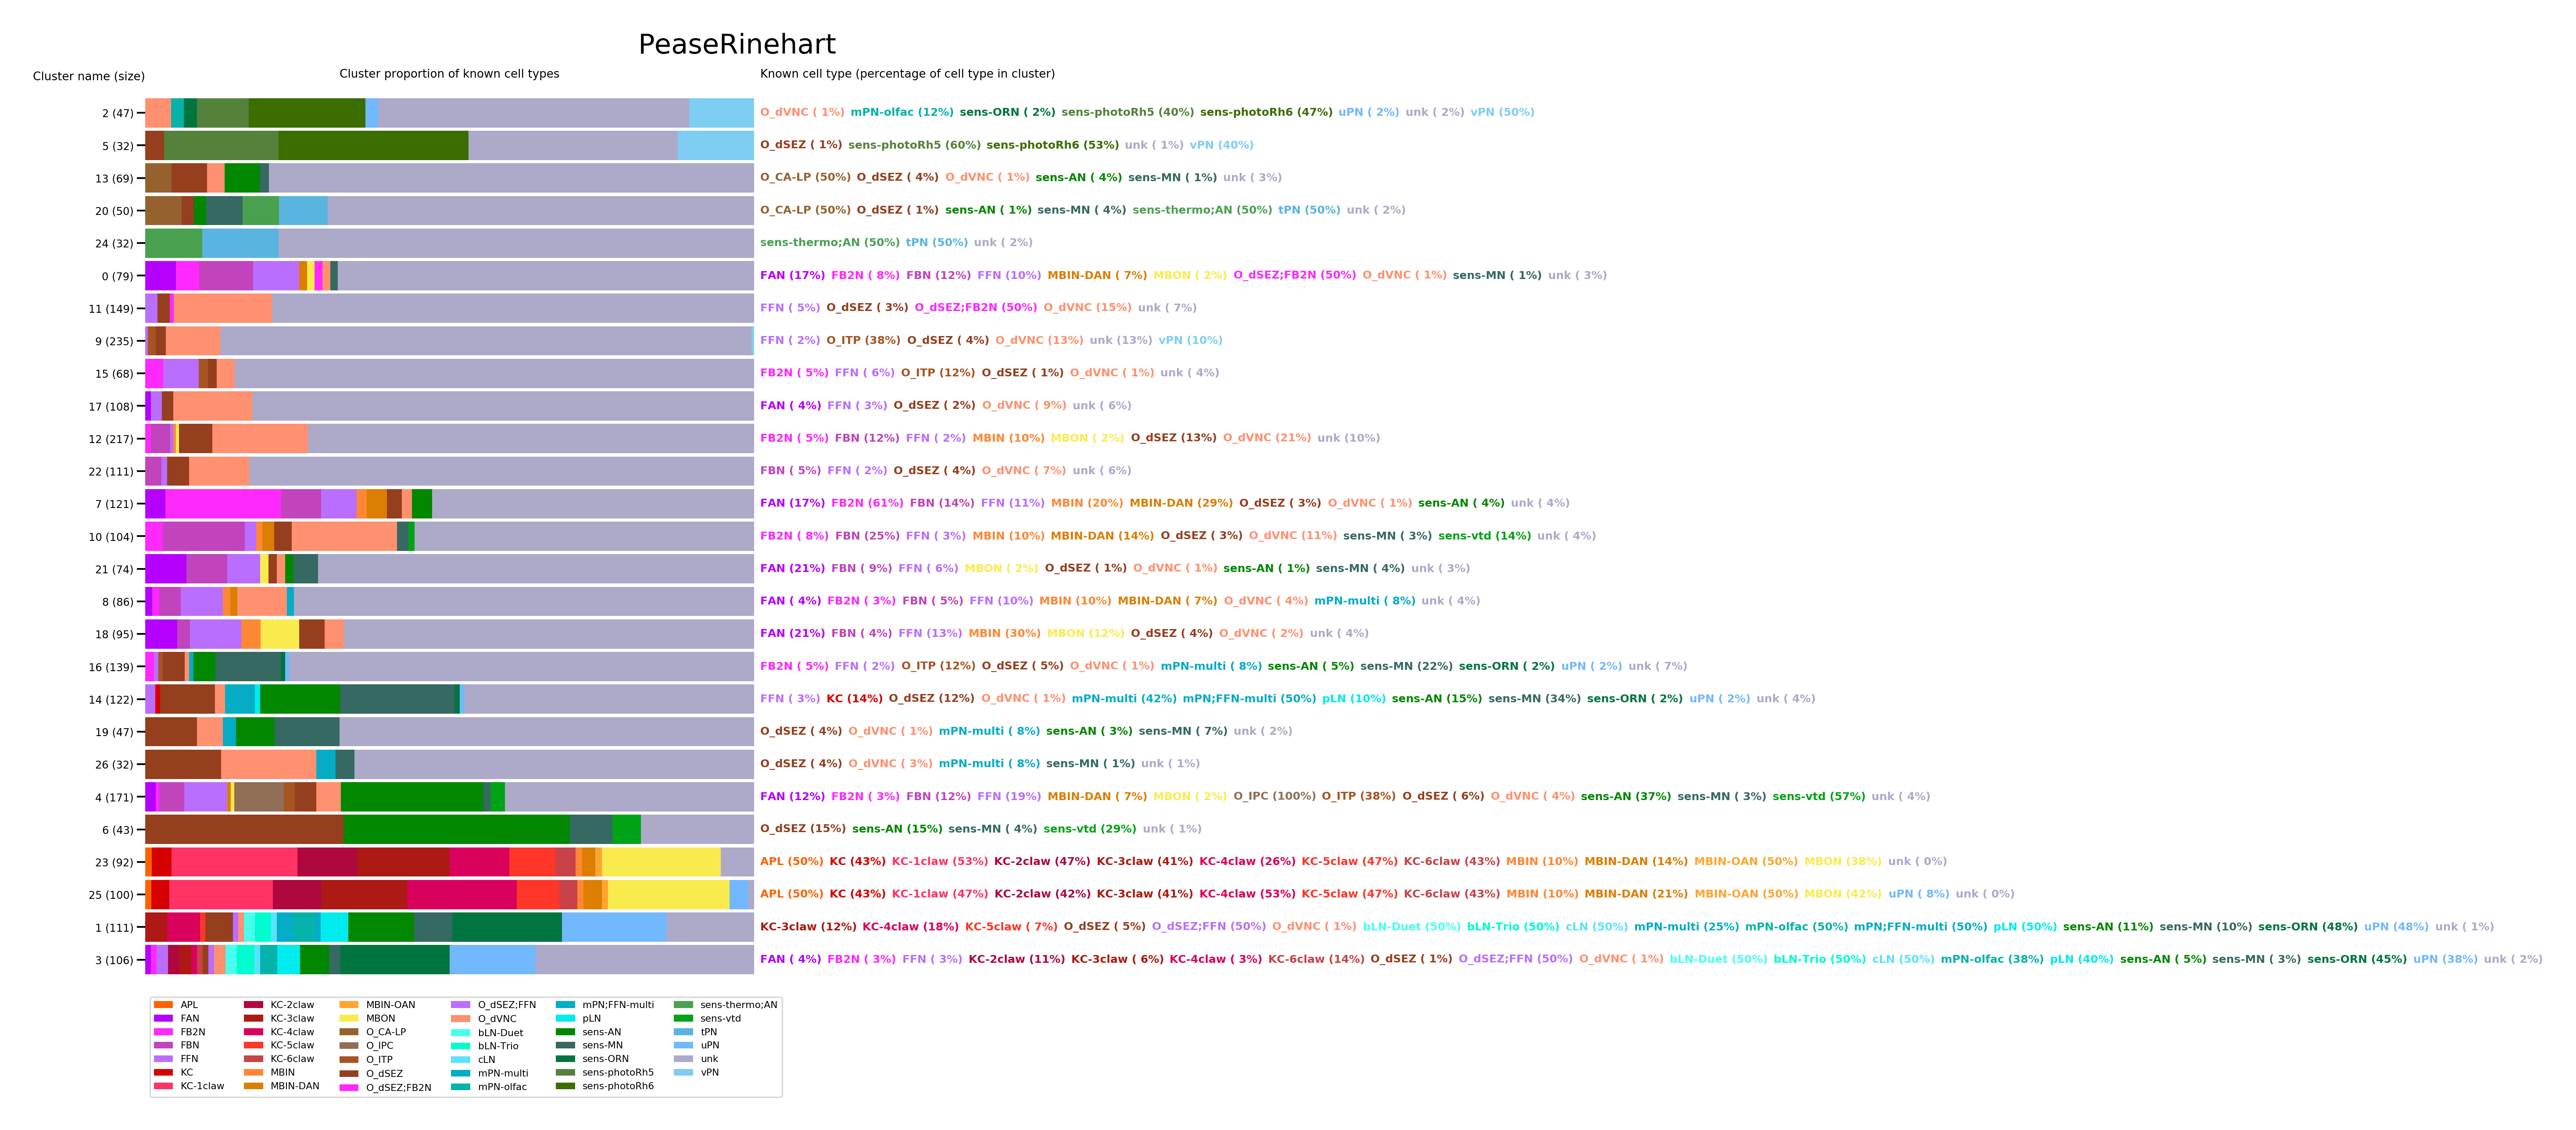 PeaseRinehart
Cluster name (size) Cluster proportion of known cell types Known cell type (percentage of cell type in cluster)
2 (47) O_dVNC ( 1%) mPN-olfac (12%) sens-ORN ( 2%) sens-photoRh5 (40%) sens-photoRh6 (47%) uPN ( 2%) unk ( 2%) vPN (50%)
5 (32) O_dSEZ ( 1%) sens-photoRh5 (60%) sens-photoRh6 (53%) unk ( 1%) vPN (40%)
13 (69) O_CA-LP (50%) O_dSEZ ( 4%) O_dVNC ( 1%) sens-AN ( 4%) sens-MN ( 1%) unk ( 3%)
20 (50) O_CA-LP (50%) O_dSEZ ( 1%) sens-AN ( 1%) sens-MN ( 4%) sens-thermo;AN (50%) tPN (50%) unk ( 2%)
24 (32) sens-thermo;AN (50%) tPN (50%) unk ( 2%)
0 (79) FAN (17%) FB2N ( 8%) FBN (12%) FFN (10%) MBIN-DAN ( 7%) MBON ( 2%) O_dSEZ;FB2N (50%) O_dVNC ( 1%) sens-MN ( 1%) unk ( 3%)
11 (149) FFN ( 5%) O_dSEZ ( 3%) O_dSEZ;FB2N (50%) O_dVNC (15%) unk ( 7%)
9 (235) FFN ( 2%) O_ITP (38%) O_dSEZ ( 4%) O_dVNC (13%) unk (13%) vPN (10%)
15 (68) FB2N ( 5%) FFN ( 6%) O_ITP (12%) O_dSEZ ( 1%) O_dVNC ( 1%) unk ( 4%)
17 (108) FAN ( 4%) FFN ( 3%) O_dSEZ ( 2%) O_dVNC ( 9%) unk ( 6%)
12 (217) FB2N ( 5%) FBN (12%) FFN ( 2%) MBIN (10%) MBON ( 2%) O_dSEZ (13%) O_dVNC (21%) unk (10%)
22 (111) FBN ( 5%) FFN ( 2%) O_dSEZ ( 4%) O_dVNC ( 7%) unk ( 6%)
7 (121) FAN (17%) FB2N (61%) FBN (14%) FFN (11%) MBIN (20%) MBIN-DAN (29%) O_dSEZ ( 3%) O_dVNC ( 1%) sens-AN ( 4%) unk ( 4%)
10 (104) FB2N ( 8%) FBN (25%) FFN ( 3%) MBIN (10%) MBIN-DAN (14%) O_dSEZ ( 3%) O_dVNC (11%) sens-MN ( 3%) sens-vtd (14%) unk ( 4%)
21 (74) FAN (21%) FBN ( 9%) FFN ( 6%) MBON ( 2%) O_dSEZ ( 1%) O_dVNC ( 1%) sens-AN ( 1%) sens-MN ( 4%) unk ( 3%)
8 (86) FAN ( 4%) FB2N ( 3%) FBN ( 5%) FFN (10%) MBIN (10%) MBIN-DAN ( 7%) O_dVNC ( 4%) mPN-multi ( 8%) unk ( 4%)
18 (95) FAN (21%) FBN ( 4%) FFN (13%) MBIN (30%) MBON (12%) O_dSEZ ( 4%) O_dVNC ( 2%) unk ( 4%)
16 (139) FB2N ( 5%) FFN ( 2%) O_ITP (12%) O_dSEZ ( 5%) O_dVNC ( 1%) mPN-multi ( 8%) sens-AN ( 5%) sens-MN (22%) sens-ORN ( 2%) uPN ( 2%) unk ( 7%)
14 (122) FFN ( 3%) KC (14%) O_dSEZ (12%) O_dVNC ( 1%) mPN-multi (42%) mPN;FFN-multi (50%) pLN (10%) sens-AN (15%) sens-MN (34%) sens-ORN ( 2%) uPN ( 2%) unk ( 4%)
19 (47) O_dSEZ ( 4%) O_dVNC ( 1%) mPN-multi ( 8%) sens-AN ( 3%) sens-MN ( 7%) unk ( 2%)
26 (32) O_dSEZ ( 4%) O_dVNC ( 3%) mPN-multi ( 8%) sens-MN ( 1%) unk ( 1%)
4 (171) FAN (12%) FB2N ( 3%) FBN (12%) FFN (19%) MBIN-DAN ( 7%) MBON ( 2%) O_IPC (100%) O_ITP (38%) O_dSEZ ( 6%) O_dVNC ( 4%) sens-AN (37%) sens-MN ( 3%) sens-vtd (57%) unk ( 4%)
6 (43) O_dSEZ (15%) sens-AN (15%) sens-MN ( 4%) sens-vtd (29%) unk ( 1%)
23 (92) APL (50%) KC (43%) KC-1claw (53%) KC-2claw (47%) KC-3claw (41%) KC-4claw (26%) KC-5claw (47%) KC-6claw (43%) MBIN (10%) MBIN-DAN (14%) MBIN-OAN (50%) MBON (38%) unk ( 0%)
25 (100) APL (50%) KC (43%) KC-1claw (47%) KC-2claw (42%) KC-3claw (41%) KC-4claw (53%) KC-5claw (47%) KC-6claw (43%) MBIN (10%) MBIN-DAN (21%) MBIN-OAN (50%) MBON (42%) uPN ( 8%) unk ( 0%)
1 (111) KC-3claw (12%) KC-4claw (18%) KC-5claw ( 7%) O_dSEZ ( 5%) O_dSEZ;FFN (50%) O_dVNC ( 1%) bLN-Duet (50%) bLN-Trio (50%) cLN (50%) mPN-multi (25%) mPN-olfac (50%) mPN;FFN-multi (50%) pLN (50%) sens-AN (11%) sens-MN (10%) sens-ORN (48%) uPN (48%) unk ( 1%)
3 (106) FAN ( 4%) FB2N ( 3%) FFN ( 3%) KC-2claw (11%) KC-3claw ( 6%) KC-4claw ( 3%) KC-6claw (14%) O_dSEZ ( 1%) O_dSEZ;FFN (50%) O_dVNC ( 1%) bLN-Duet (50%) bLN-Trio (50%) cLN (50%) mPN-olfac (38%) pLN (40%) sens-AN ( 5%) sens-MN ( 3%) sens-ORN (45%) uPN (38%) unk ( 2%)
APL KC-2claw MBIN-OAN O_dSEZ;FFN mPN;FFN-multi sens-thermo;AN
FAN KC-3claw MBON O_dVNC pLN sens-vtd
FB2N KC-4claw O_CA-LP bLN-Duet sens-AN tPN
FBN KC-5claw O_IPC bLN-Trio sens-MN uPN
FFN KC-6claw O_ITP cLN sens-ORN unk
KC MBIN O_dSEZ mPN-multi sens-photoRh5 vPN
KC-1claw MBIN-DAN O_dSEZ;FB2N mPN-olfac sens-photoRh6